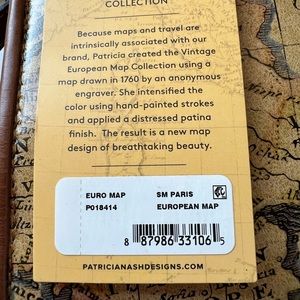 COLLECTION
Because maps and travel are
intrinsically associated with our
brand, Patricia created the Vintage
European Map Collection using a
map drawn in 1760 by an anonymous
engraver. She intensified the
color using hand-painted strokes
and applied a distressed patina
finish. The result is a new map
design of breathtaking beauty.
EURO MAP SM PARIS
P018414 EUROPEAN MAP
8 87986 33106 5
PATRICIANASHDESIGNS.COM